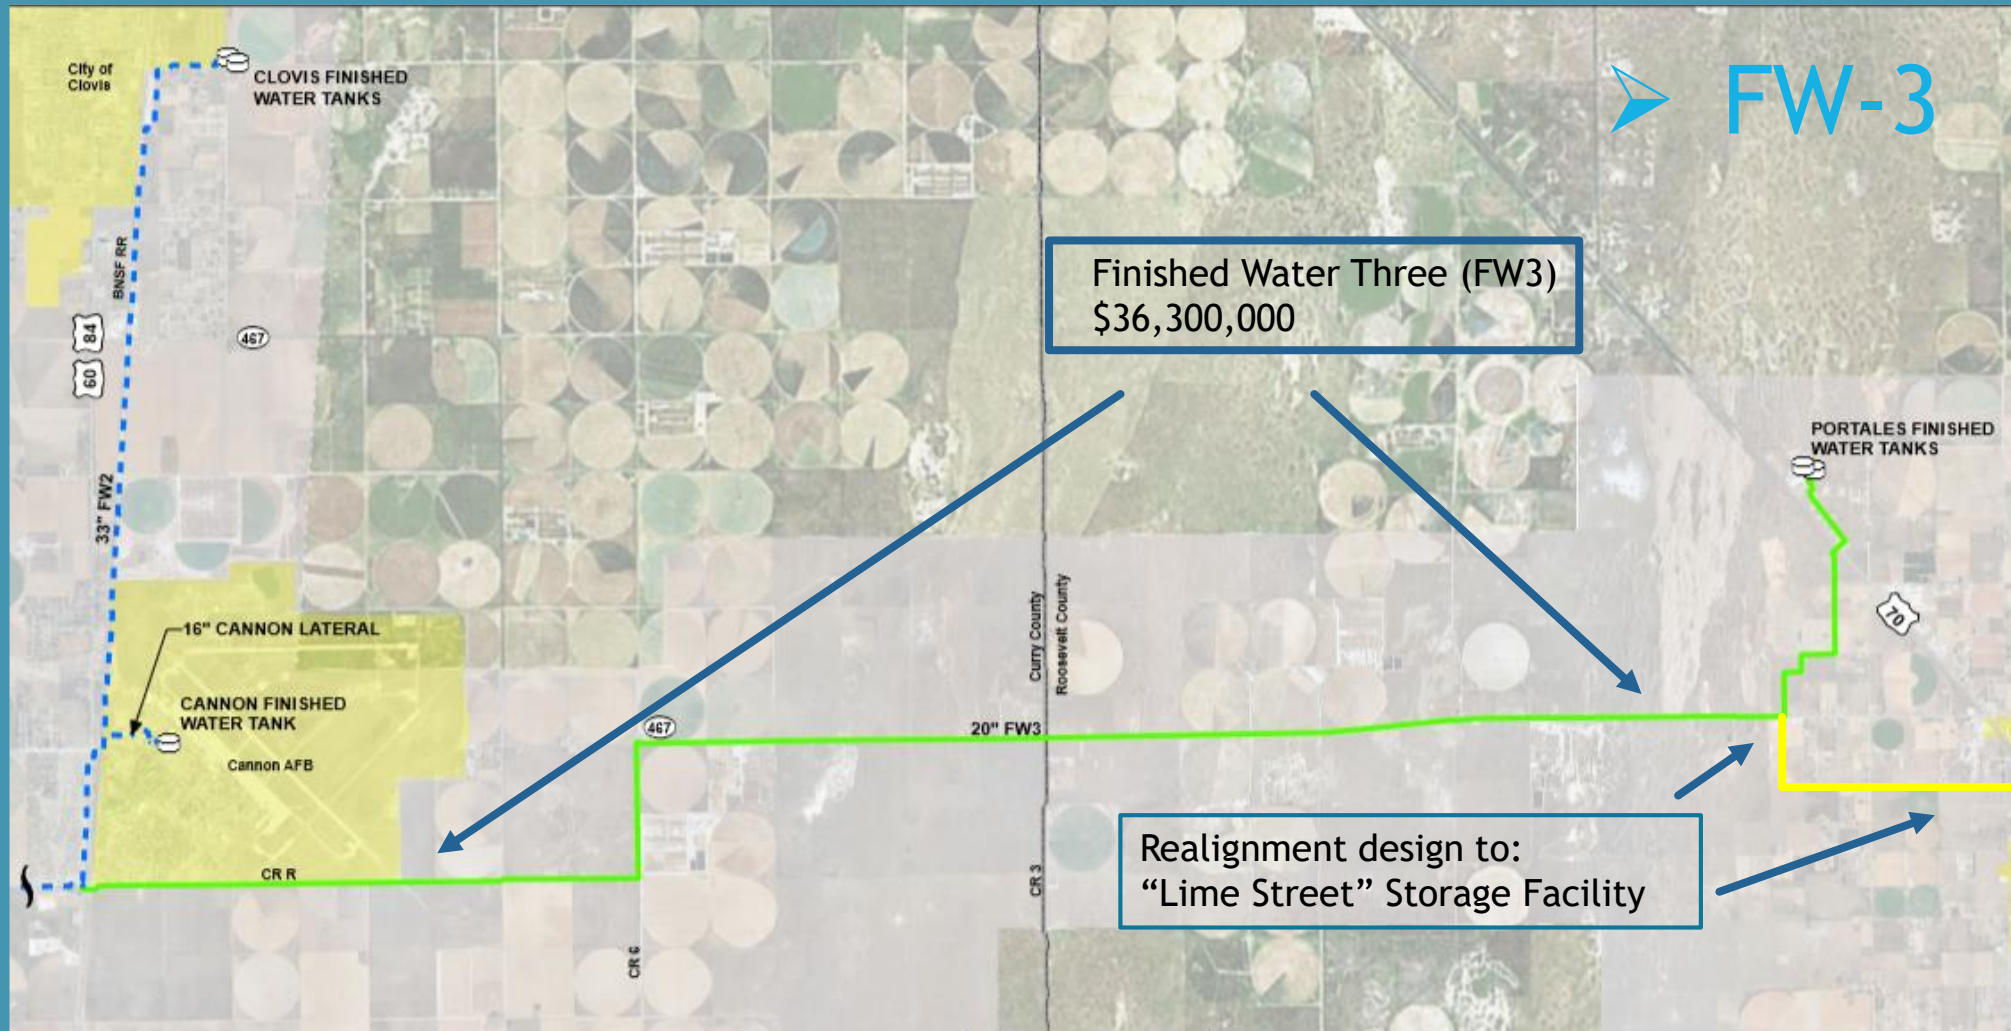 City of
Clovis
CLOVIS FINISHED
WATER TANKS
FW-3
BNSF RR
84
60
467
Finished Water Three (FW3)
$36,300,000
PORTALES FINISHED
WATER TANKS
33" FW2
70
16" CANNON LATERAL
Curry County
Roosevelt County
CANNON FINISHED
WATER TANK
Cannon AFB
467
20" FW3
CR R
Realignment design to:
“Lime Street” Storage Facility
CR 3
CR 6